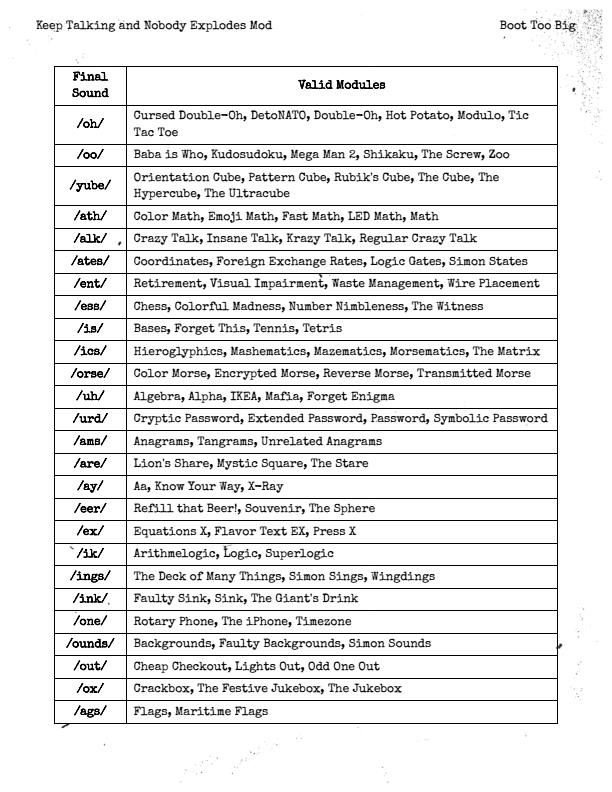 Keep Talking and Nobody Explodes Mod
Boot Too Big
Final Sound Valid Modules
/oh/ Cursed Double-Oh, DetoNATO, Double-Oh, Hot Potato, Modulo, Tic
Tac Toe
/oo/ Baba is Who, Kudosudoku, Mega Man 2, Shikaku, The Screw, Zoo
/yube/ Orientation Cube, Pattern Cube, Rubik's Cube, The Cube, The
Hypercube, The Ultracube
/ath/ Color Math, Emoji Math, Fast Math, LED Math, Math
/alk/ Crazy Talk, Insane Talk, Krazy Talk, Regular Crazy Talk
/ates/ Coordinates, Foreign Exchange Rates, Logic Gates, Simon States
/ent/ Retirement, Visual Impairment, Waste Management, Wire Placement
/ess/ Chess, Colorful Madness, Number Nimbleness, The Witness
/is/ Bases, Forget This, Tennis, Tetris
/ics/ Hieroglyphics, Mashematics, Mazematics, Morsematics, The Matrix
/orse/ Color Morse, Encrypted Morse, Reverse Morse, Transmitted Morse
/uh/ Algebra, Alpha, IKEA, Mafia, Forget Enigma
/urd/ Cryptic Password, Extended Password, Password, Symbolic Password
/ams/ Anagrams, Tangrams, Unrelated Anagrams
/are/ Lion's Share, Mystic Square, The Stare
/ay/ Aa, Know Your Way, X-Ray
/eer/ Refill that Beer!, Souvenir, The Sphere
/ex/ Equations X, Flavor Text EX, Press X
/ik/ Arithmelogic, Logic, Superlogic
/ings/ The Deck of Many Things, Simon Sings, Wingdings
/ink/ Faulty Sink, Sink, The Giant's Drink
/one/ Rotary Phone, The iPhone, Timezone
/ounds/ Backgrounds, Faulty Backgrounds, Simon Sounds
/out/ Cheap Checkout, Lights Out, Odd One Out
/ox/ Crackbox, The Festive Jukebox, The Jukebox
/ags/ Flags, Maritime Flags